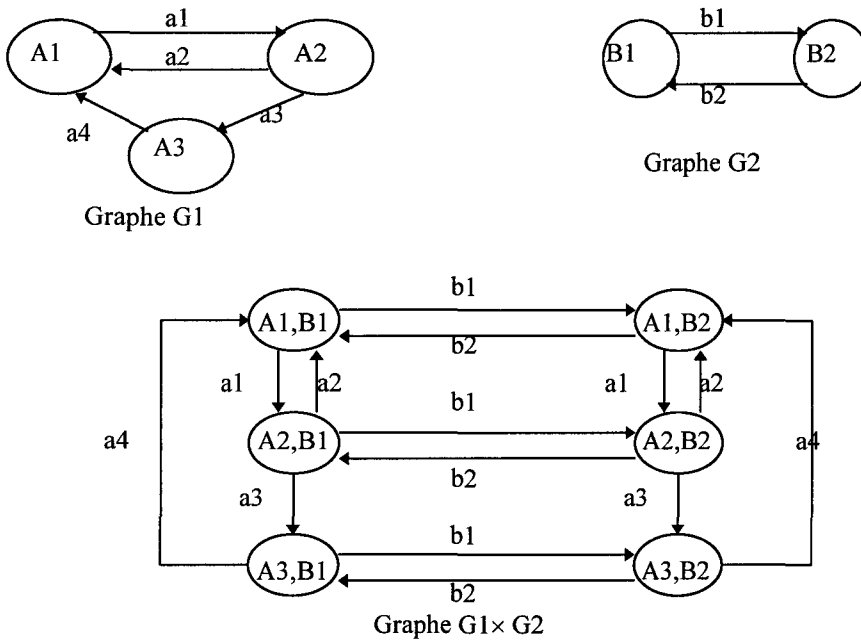 a1
b1
A1
A2
a2
B1
B2
a3
b2
a4
A3
Graphe G2
Graphe G1
b1
A1,B1
A1,B2
b2
a1
a2
a1
a2
b1
a4
A2,B1
A2,B2
a4
b2
a3
a3
b1
A3,B1
A3,B2
b2
Graphe G1× G2